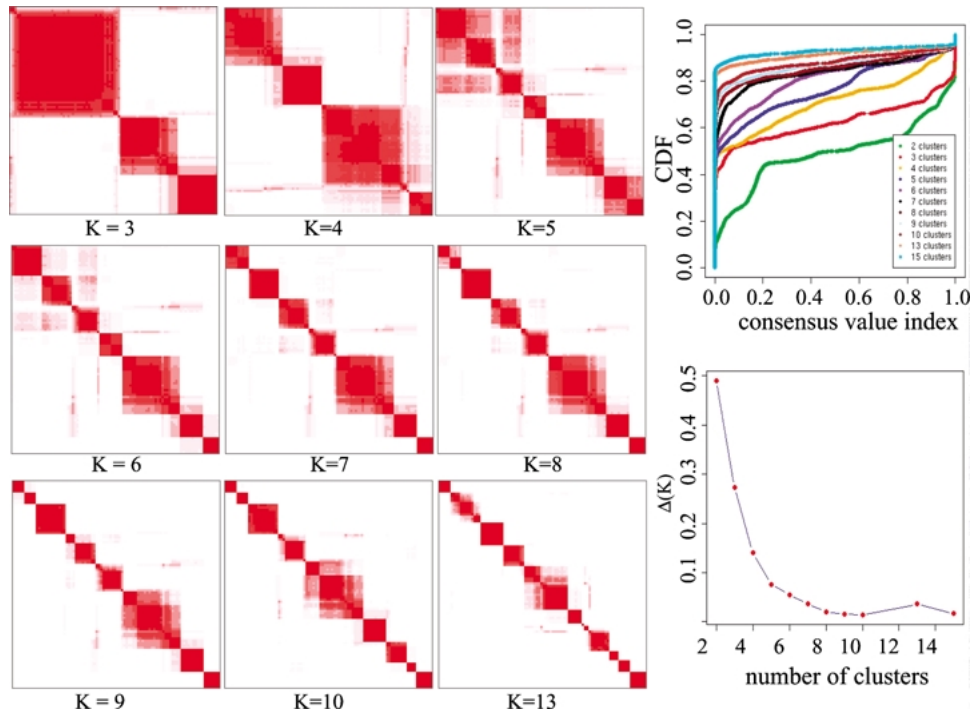 K = 3
K=4
K=5
K = 6
K=7
K=8
K = 9
K=10
K=13
CDF
1.0
0.8
0.6
0.4
0.2
0.0
2 clusters
3 clusters
4 clusters
5 clusters
6 clusters
7 clusters
8 clusters
9 clusters
10 clusters
13 clusters
15 clusters
0.0 0.2 0.4 0.6 0.8 1.0
consensus value index
Δ(K)
0.5
0.4
0.3
0.2
0.1
2 4 6 8 10 12 14
number of clusters